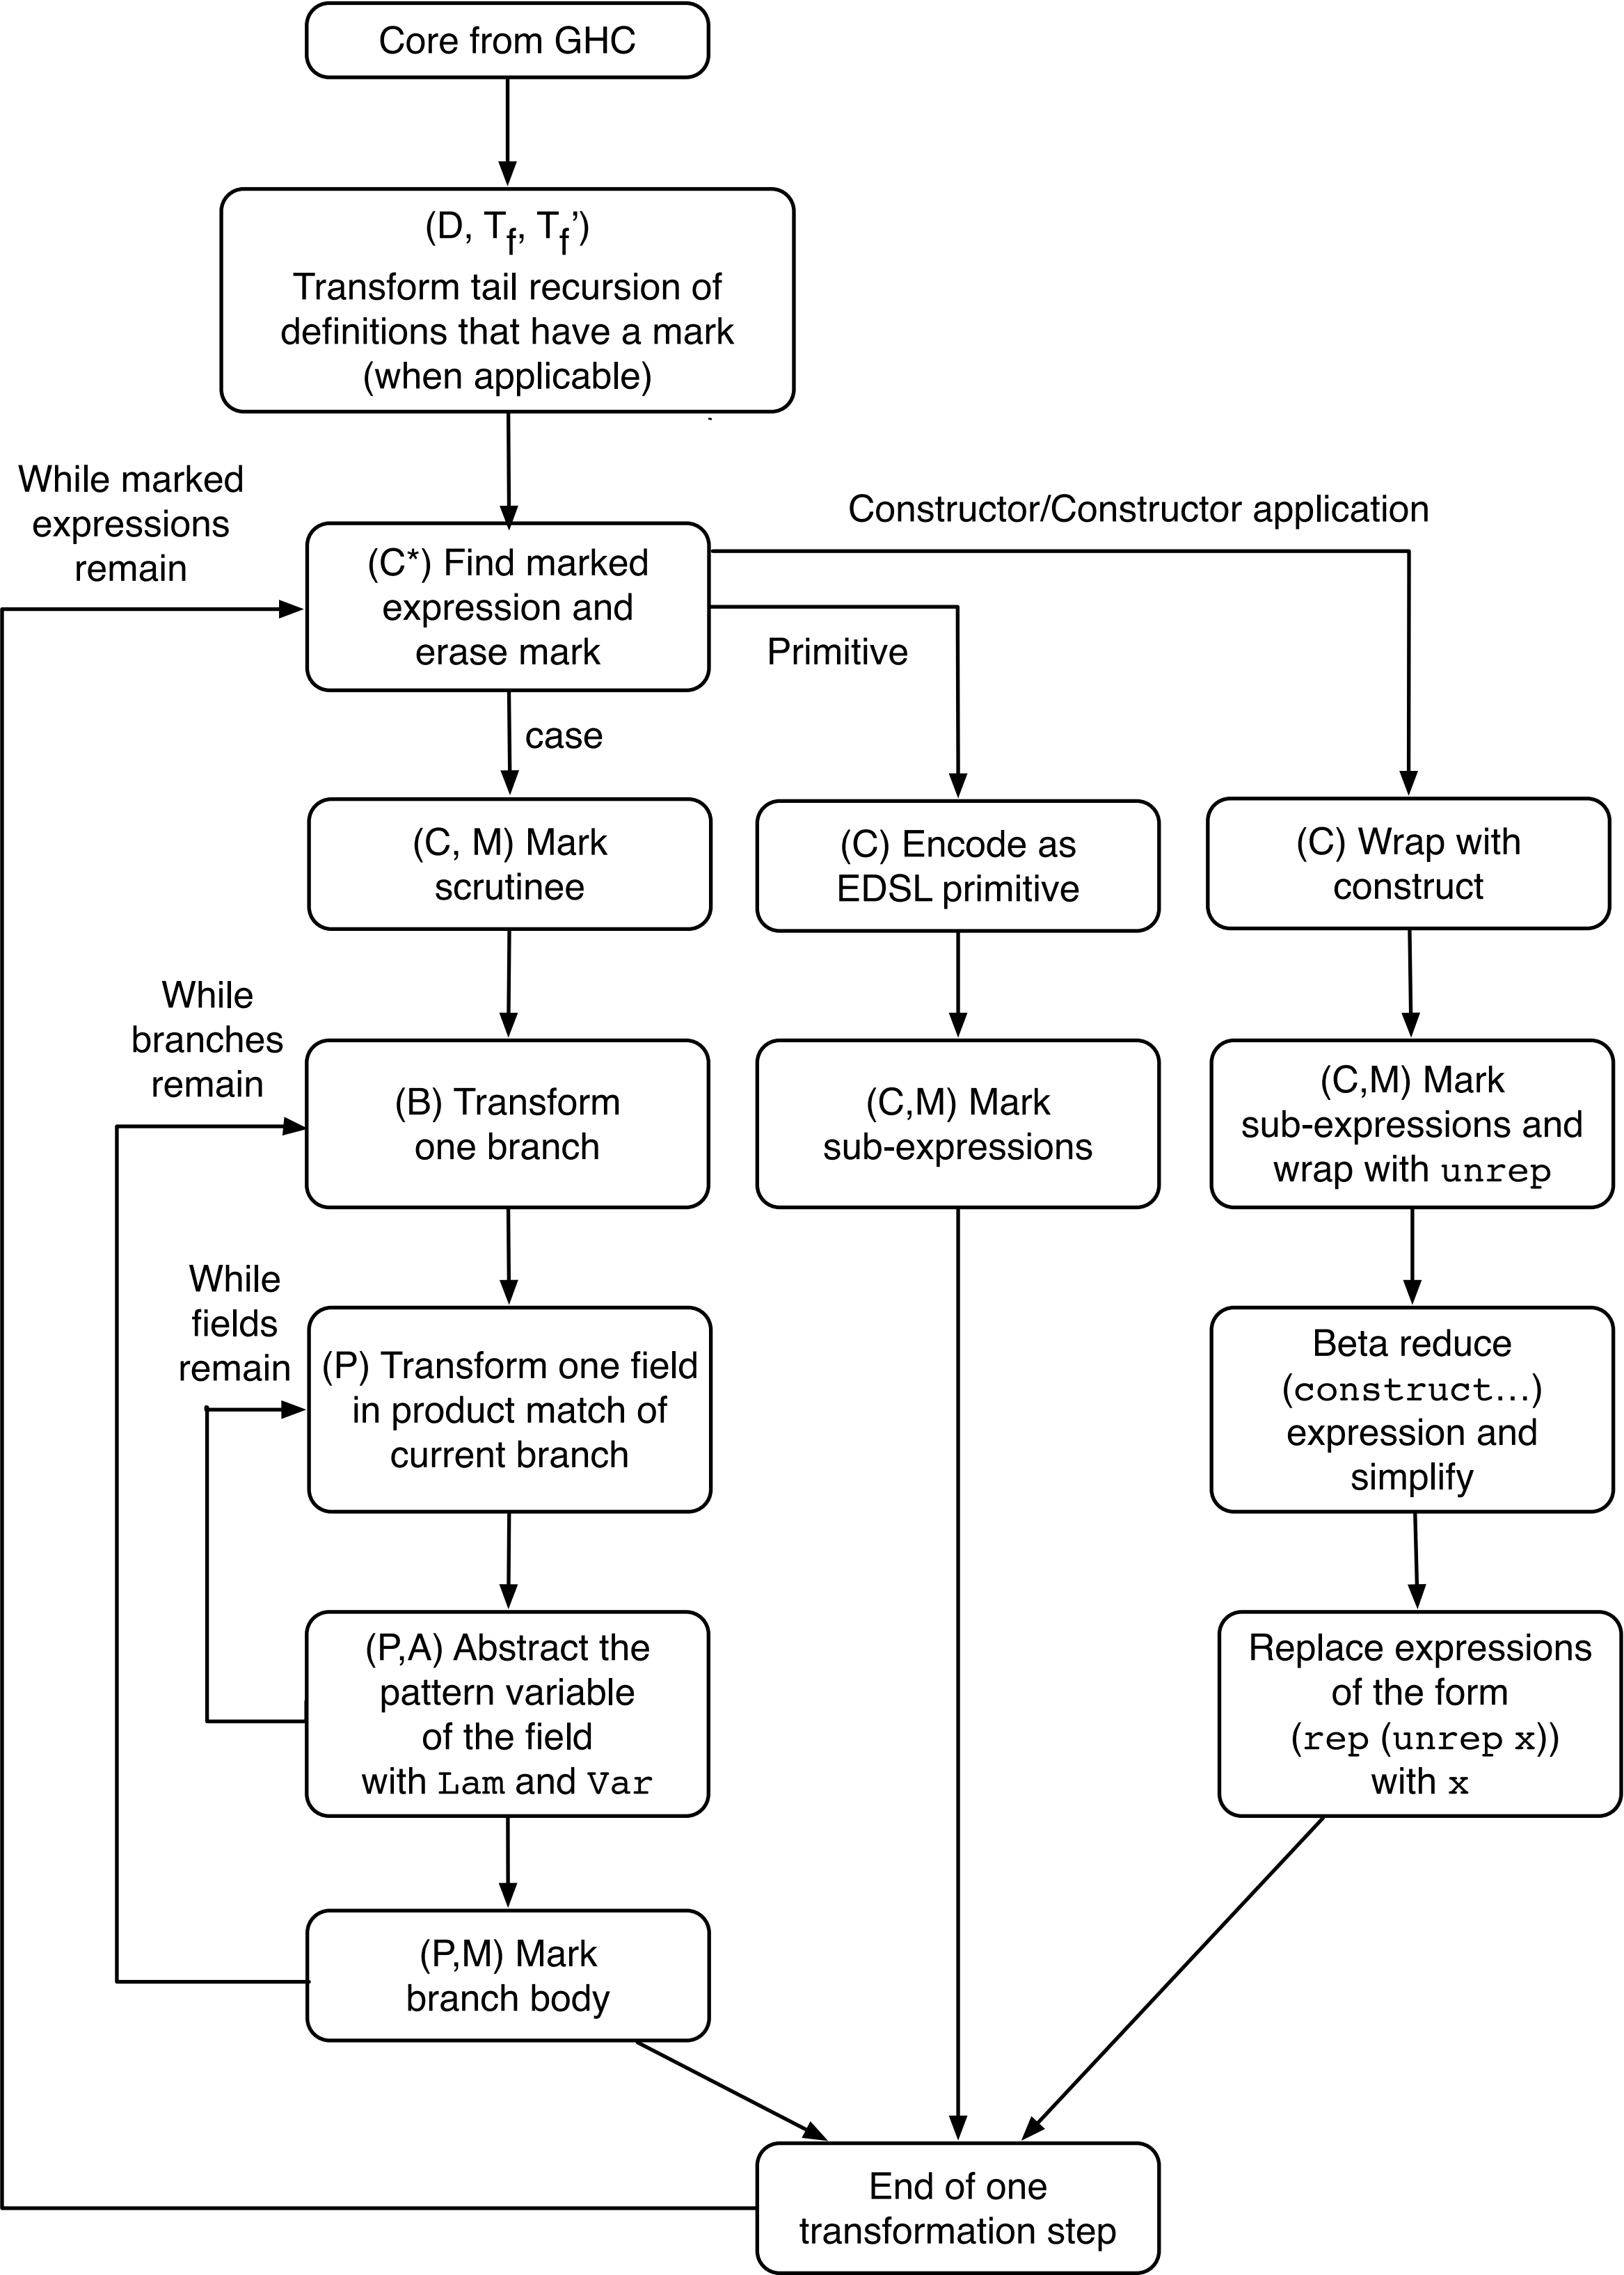 Core from GHC
(D, Tf, Tf’)
Transform tail recursion of
definitions that have a mark
(when applicable)
While marked
expressions
remain
Constructor/Constructor application
(C*) Find marked
expression and
erase mark
Primitive
case
(C, M) Mark
scrutinee
(C) Encode as
EDSL primitive
(C) Wrap with
construct
While
branches
remain
(B) Transform
one branch
(C,M) Mark
sub-expressions
(C,M) Mark
sub-expressions and
wrap with unrep
While
fields
remain
(P) Transform one field
in product match of
current branch
Beta reduce
(construct...)
expression and
simplify
(P,A) Abstract the
pattern variable
of the field
with Lam and Var
Replace expressions
of the form
(rep (unrep x))
with x
(P,M) Mark
branch body
End of one
transformation step